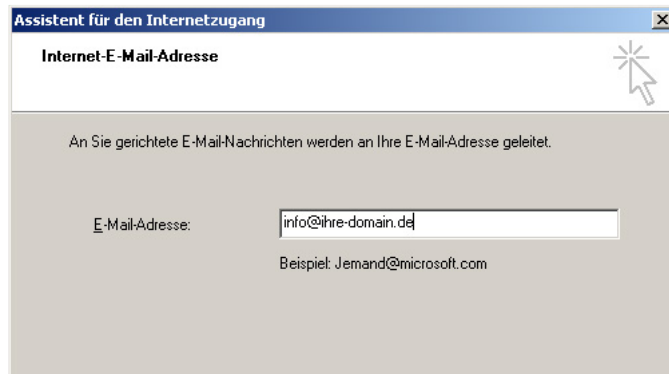 Assistent für den Internetzugang
Internet-E-Mail-Adresse
An Sie gerichtete E-Mail-Nachrichten werden an Ihre E-Mail-Adresse geleitet.
E-Mail-Adresse: info@ihre-domain.de
Beispiel: Jemand@microsoft.com